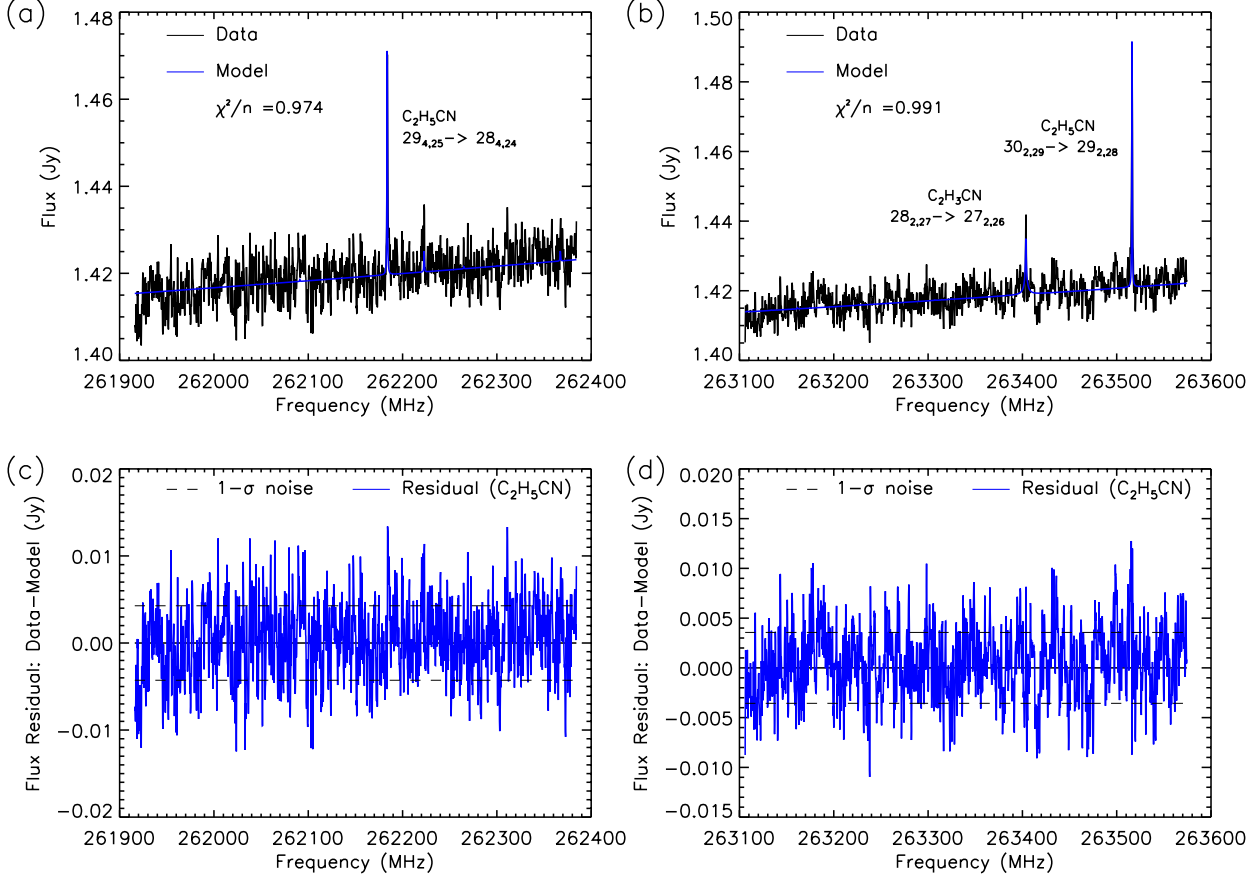 (a)
Data
Model
χ²/n =0.974
C₂H₅CN
29₄,₂₅−> 28₄,₂₄
Flux (Jy)
1.48
1.46
1.44
1.42
1.40
261900 262000 262100 262200 262300 262400
Frequency (MHz)
(b)
Data
Model
χ²/n =0.991
C₂H₅CN
30₂,₂₉−> 29₂,₂₈
C₂H₃CN
28₂,₂₇−> 27₂,₂₆
Flux (Jy)
1.50
1.48
1.46
1.44
1.42
1.40
263100 263200 263300 263400 263500 263600
Frequency (MHz)
(c)
1−σ noise
Residual (C₂H₅CN)
Flux Residual: Data−Model (Jy)
0.02
0.01
0.00
−0.01
−0.02
261900 262000 262100 262200 262300 262400
Frequency (MHz)
(d)
1−σ noise
Residual (C₂H₅CN)
Flux Residual: Data−Model (Jy)
0.020
0.015
0.010
0.005
0.000
−0.005
−0.010
−0.015
263100 263200 263300 263400 263500 263600
Frequency (MHz)